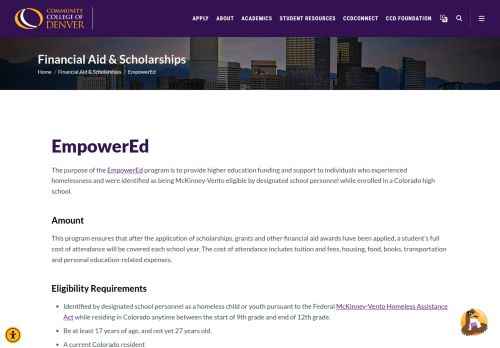 COMMUNITY
COLLEGE OF
DENVER
APPLY ABOUT ACADEMICS STUDENT RESOURCES CCDCONNECT CCD FOUNDATION
Financial Aid & Scholarships
Home / Financial Aid & Scholarships / EmpowerEd
EmpowerEd
The purpose of the EmpowerEd program is to provide higher education funding and support to individuals who experienced
homelessness and were identified as being McKinney-Vento eligible by designated school personnel while enrolled in a Colorado high
school.
Amount
This program ensures that after the application of scholarships, grants and other financial aid awards have been applied, a student's full
cost of attendance will be covered each school year. The cost of attendance includes tuition and fees, housing, food, books, transportation
and personal education-related expenses.
Eligibility Requirements
• Identified by designated school personnel as a homeless child or youth pursuant to the Federal McKinney-Vento Homeless Assistance
Act while residing in Colorado anytime between the start of 9th grade and end of 12th grade.
• Be at least 17 years of age, and not yet 27 years old.
• A current Colorado resident